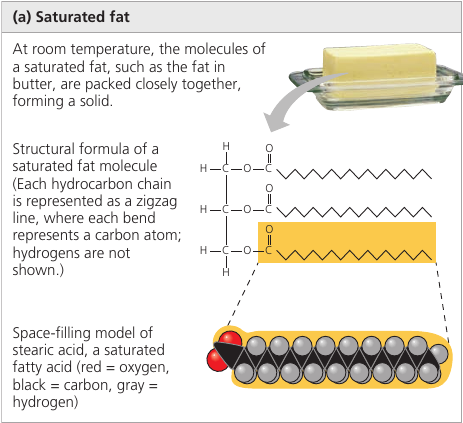 (a) Saturated fat
At room temperature, the molecules of
a saturated fat, such as the fat in
butter, are packed closely together,
forming a solid.
Structural formula of a
saturated fat molecule
(Each hydrocarbon chain
is represented as a zigzag
line, where each bend
represents a carbon atom;
hydrogens are not
shown.)
H O
H C O C
O
H C O C
O
H C O C
H
Space-filling model of
stearic acid, a saturated
fatty acid (red = oxygen,
black = carbon, gray =
hydrogen)